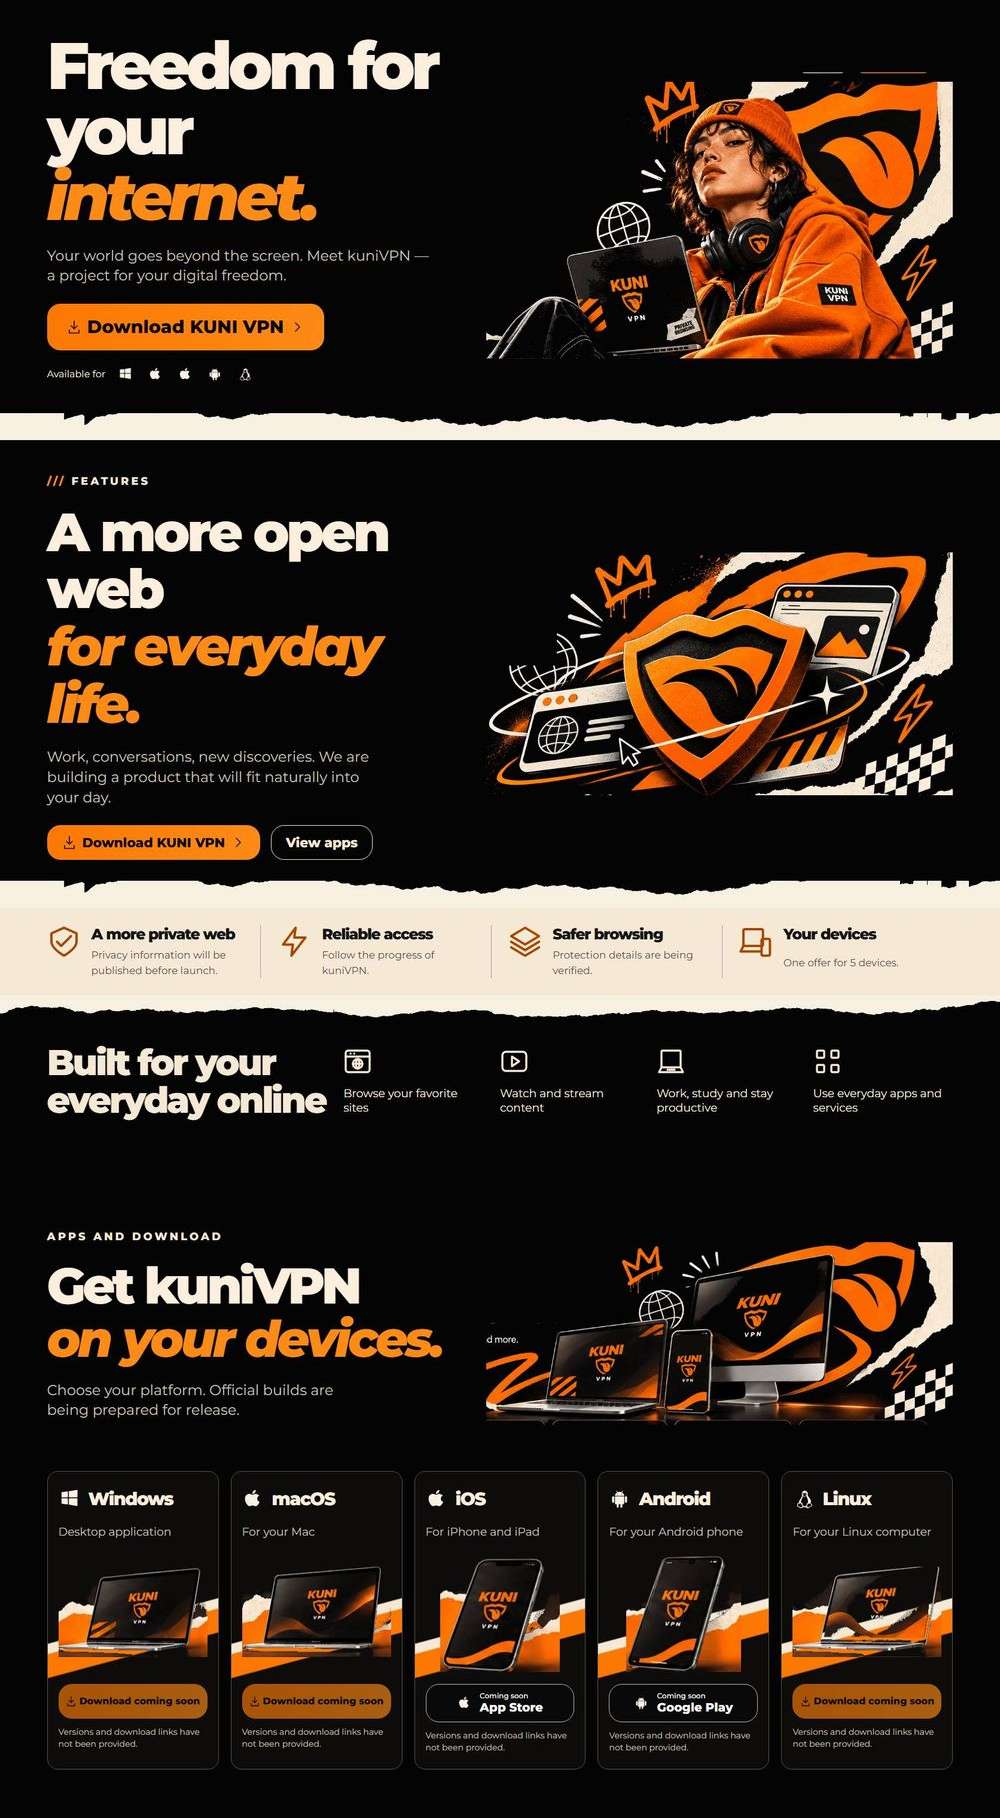 Freedom for
your
internet.
Your world goes beyond the screen. Meet kuniVPN —
a project for your digital freedom.
Download KUNI VPN
Available for
KUNI
VPN
PRIVATE
BROWSING
KUNI
VPN
/// FEATURES
A more open
web
for everyday
life.
Work, conversations, new discoveries. We are
building a product that will fit naturally into
your day.
Download KUNI VPN
View apps
A more private web
Privacy information will be
published before launch.
Reliable access
Follow the progress of
kuniVPN.
Safer browsing
Protection details are being
verified.
Your devices
One offer for 5 devices.
Built for your
everyday online
Browse your favorite
sites
Watch and stream
content
Work, study and stay
productive
Use everyday apps and
services
APPS AND DOWNLOAD
Get kuniVPN
on your devices.
Choose your platform. Official builds are
being prepared for release.
d more.
KUNI
VPN
KUNI
VPN
KUNI
VPN
Windows
Desktop application
KUNI
VPN
Download coming soon
Versions and download links have
not been provided.
macOS
For your Mac
KUNI
VPN
Download coming soon
Versions and download links have
not been provided.
iOS
For iPhone and iPad
KUNI
VPN
Coming soon
App Store
Versions and download links have
not been provided.
Android
For your Android phone
KUNI
VPN
Coming soon
Google Play
Versions and download links have
not been provided.
Linux
For your Linux computer
KUNI
VPN
Download coming soon
Versions and download links have
not been provided.